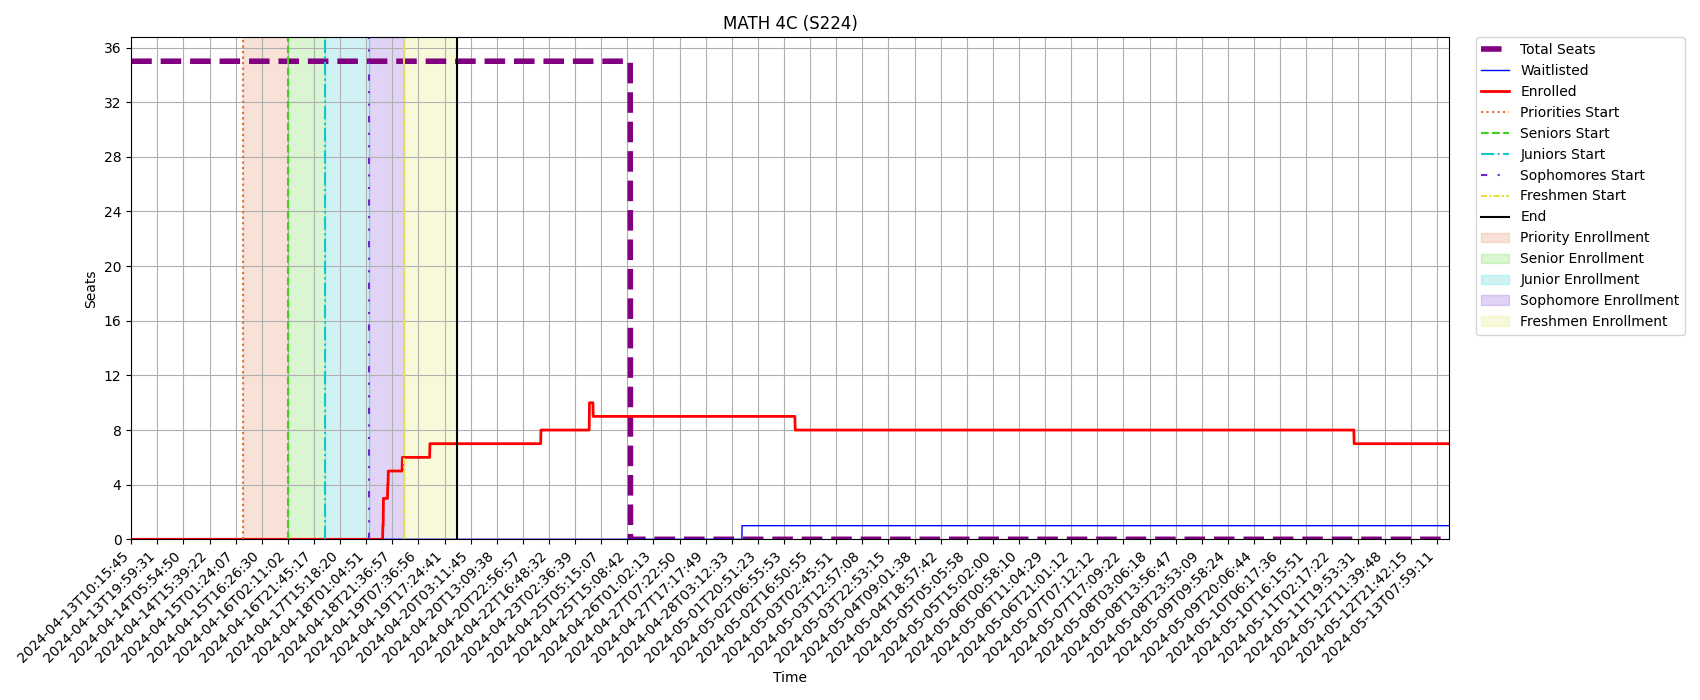 MATH 4C (S224)
36
32
28
24
20
16
12
8
4
0
Seats
2024-04-13T10:15:45
2024-04-13T19:59:31
2024-04-14T05:54:50
2024-04-14T15:39:22
2024-04-15T01:24:07
2024-04-15T16:26:30
2024-04-16T02:11:02
2024-04-16T21:45:17
2024-04-17T15:18:20
2024-04-18T01:04:51
2024-04-18T21:36:57
2024-04-19T07:36:56
2024-04-19T17:24:41
2024-04-20T03:11:45
2024-04-20T13:09:38
2024-04-20T22:56:57
2024-04-22T16:48:32
2024-04-23T02:36:39
2024-04-25T05:15:07
2024-04-25T15:08:42
2024-04-26T01:02:13
2024-04-27T07:22:50
2024-04-27T17:17:49
2024-04-28T03:12:33
2024-05-01T20:51:23
2024-05-02T06:55:53
2024-05-02T16:50:55
2024-05-03T02:45:51
2024-05-03T12:57:08
2024-05-03T22:53:15
2024-05-04T09:01:38
2024-05-04T18:57:42
2024-05-05T05:05:58
2024-05-05T15:02:00
2024-05-06T00:58:10
2024-05-06T11:04:29
2024-05-06T21:01:12
2024-05-07T07:12:12
2024-05-07T17:09:22
2024-05-08T03:06:18
2024-05-08T13:56:47
2024-05-08T23:53:09
2024-05-09T09:58:24
2024-05-09T20:06:44
2024-05-10T06:17:36
2024-05-10T16:15:51
2024-05-11T02:17:22
2024-05-11T19:53:31
2024-05-12T11:39:48
2024-05-12T21:42:15
2024-05-13T07:59:11
Time
Total Seats
Waitlisted
Enrolled
Priorities Start
Seniors Start
Juniors Start
Sophomores Start
Freshmen Start
End
Priority Enrollment
Senior Enrollment
Junior Enrollment
Sophomore Enrollment
Freshmen Enrollment